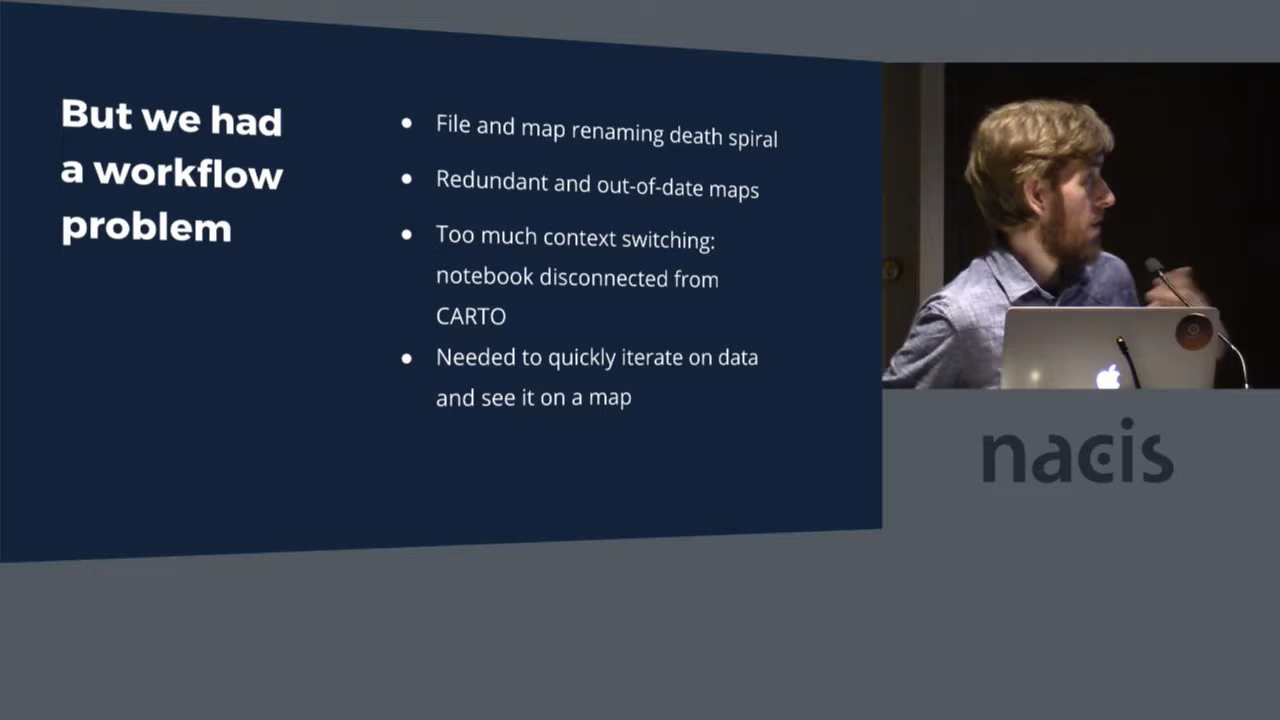 But we had
a workflow
problem
● File and map renaming death spiral
● Redundant and out-of-date maps
● Too much context switching:
notebook disconnected from
CARTO
● Needed to quickly iterate on data
and see it on a map
nacis